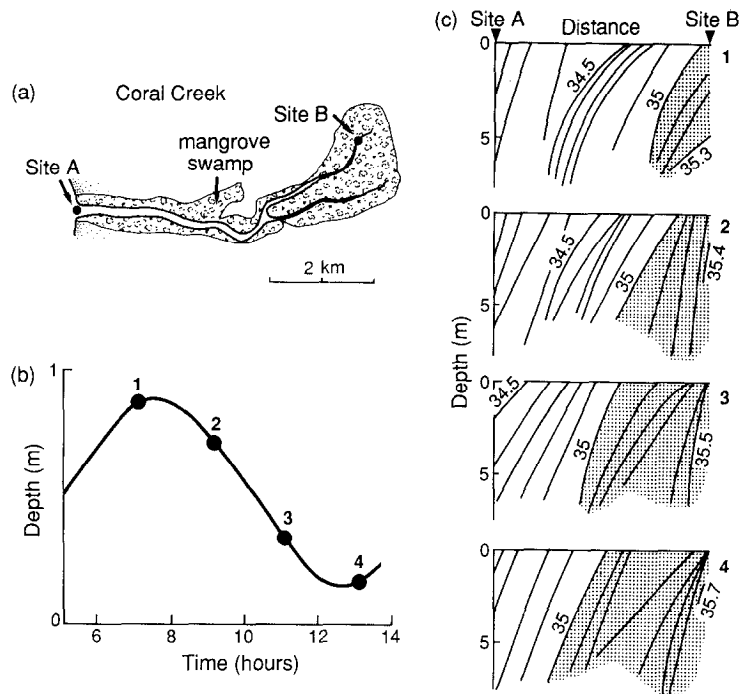 (a)
Coral Creek
Site A
mangrove
swamp
Site B
2 km
(b)
Depth (m)
1
0
1
2
3
4
6
8
10
12
14
Time (hours)
(c)
Site A
Distance
Site B
Depth (m)
0
5
34.5
35
35.3
1
0
5
34.5
35
35.4
2
0
5
34.5
35
35.5
3
0
5
35
35.7
4